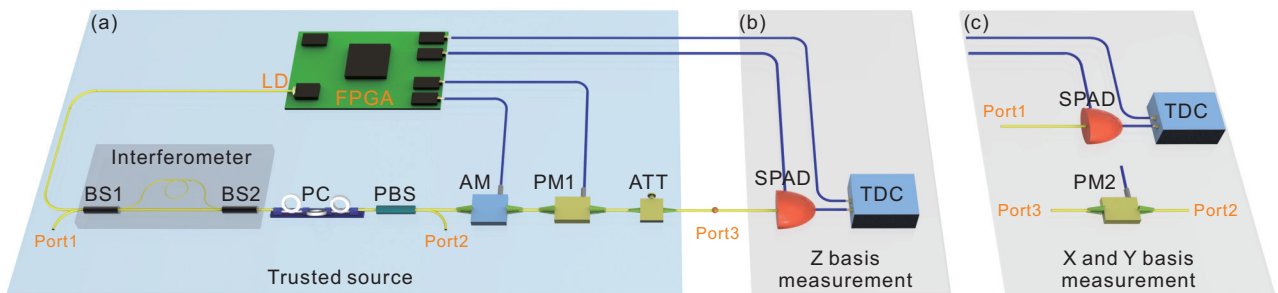 (a)
(b)
(c)
LD
FPGA
SPAD
Port1
TDC
Interferometer
BS1
BS2
PC
PBS
AM
PM1
ATT
SPAD
TDC
PM2
Port3
Port2
Port1
Port2
Port3
Trusted source
Z basis
measurement
X and Y basis
measurement